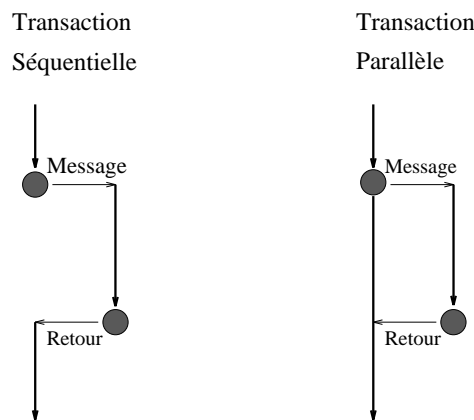 Transaction
Séquentielle
Message
Retour
Transaction
Parallèle
Message
Retour